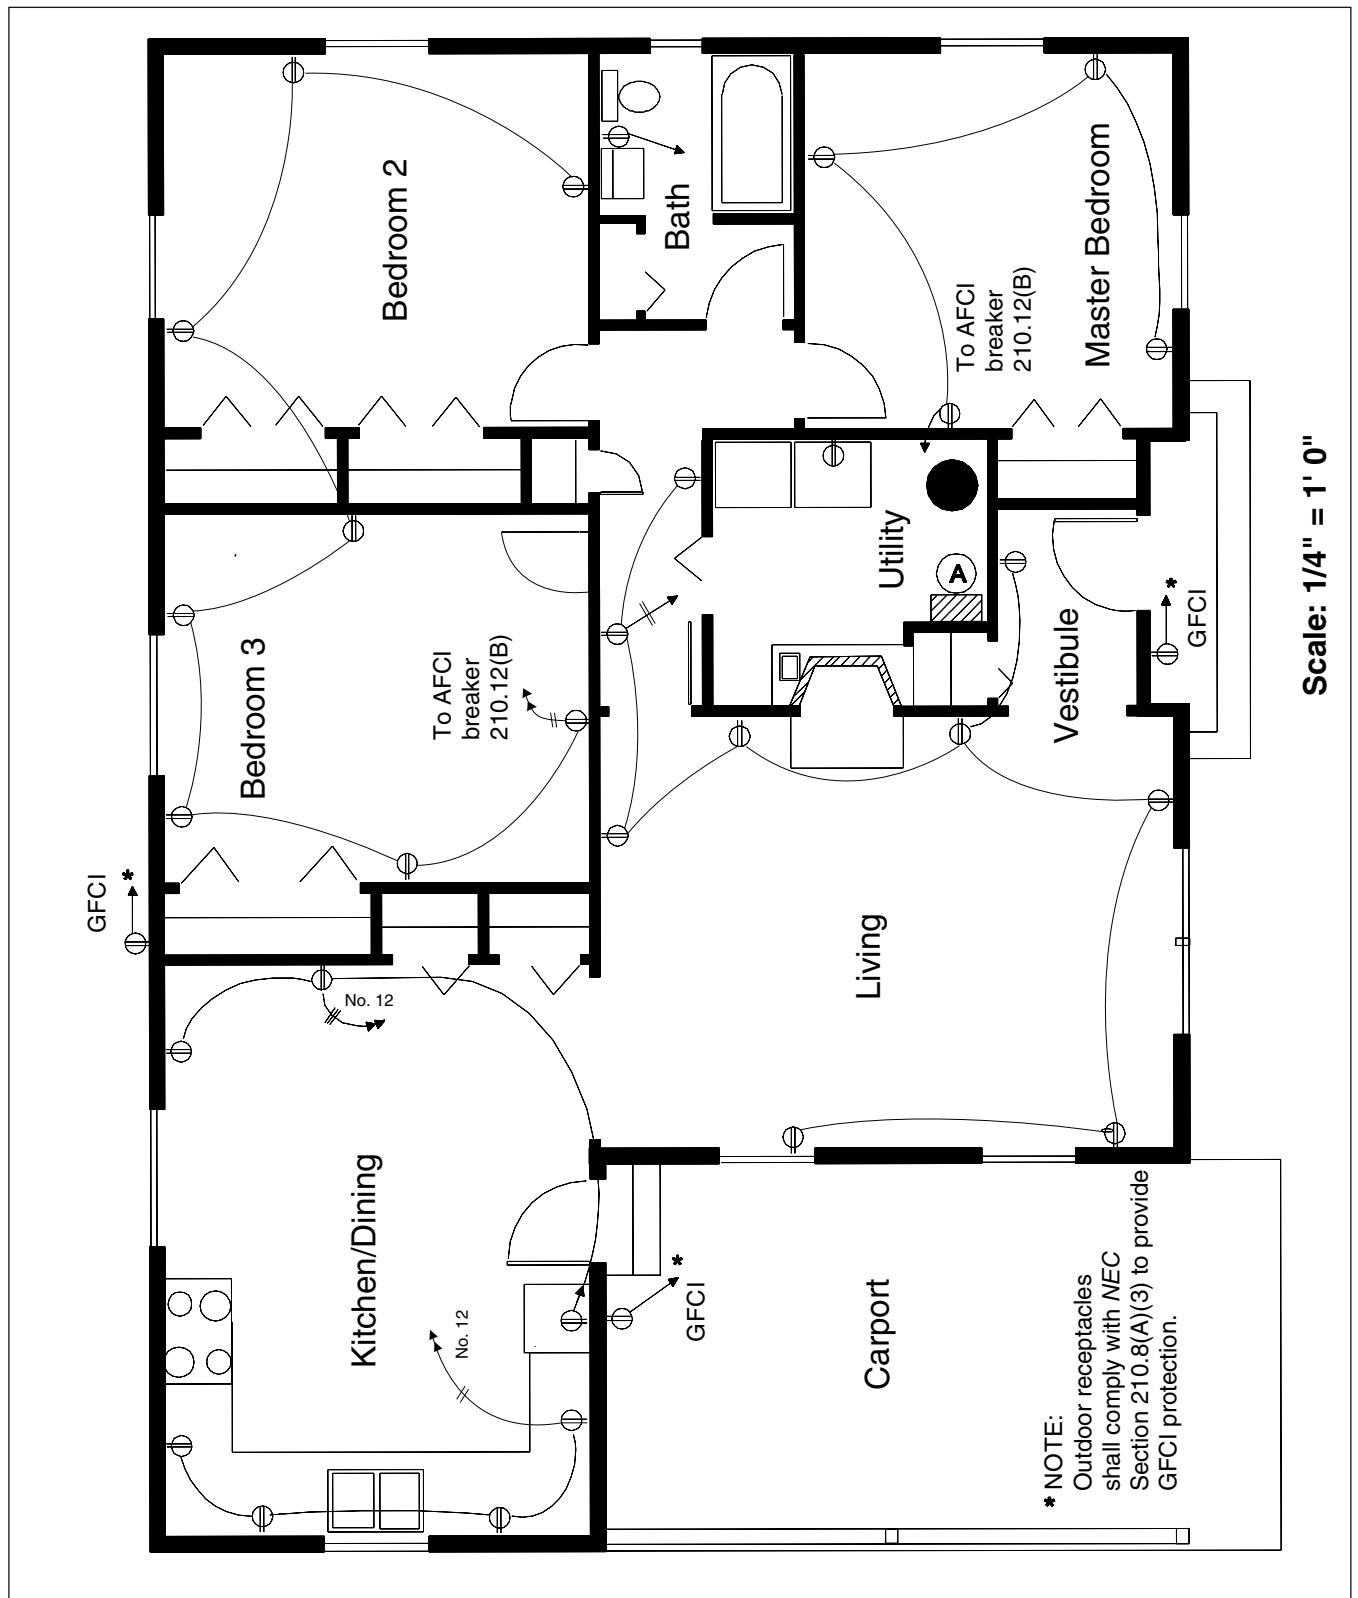 Bedroom 2
Bath
Master Bedroom
To AFCI
breaker
210.12(B)
Utility
A
Bedroom 3
To AFCI
breaker
210.12(B)
Vestibule
*
GFCI
GFCI
*
No. 12
Living
Kitchen/Dining
No. 12
*
GFCI
Carport
* NOTE:
Outdoor receptacles
shall comply with NEC
Section 210.8(A)(3) to provide
GFCI protection.
Scale: 1/4" = 1' 0"